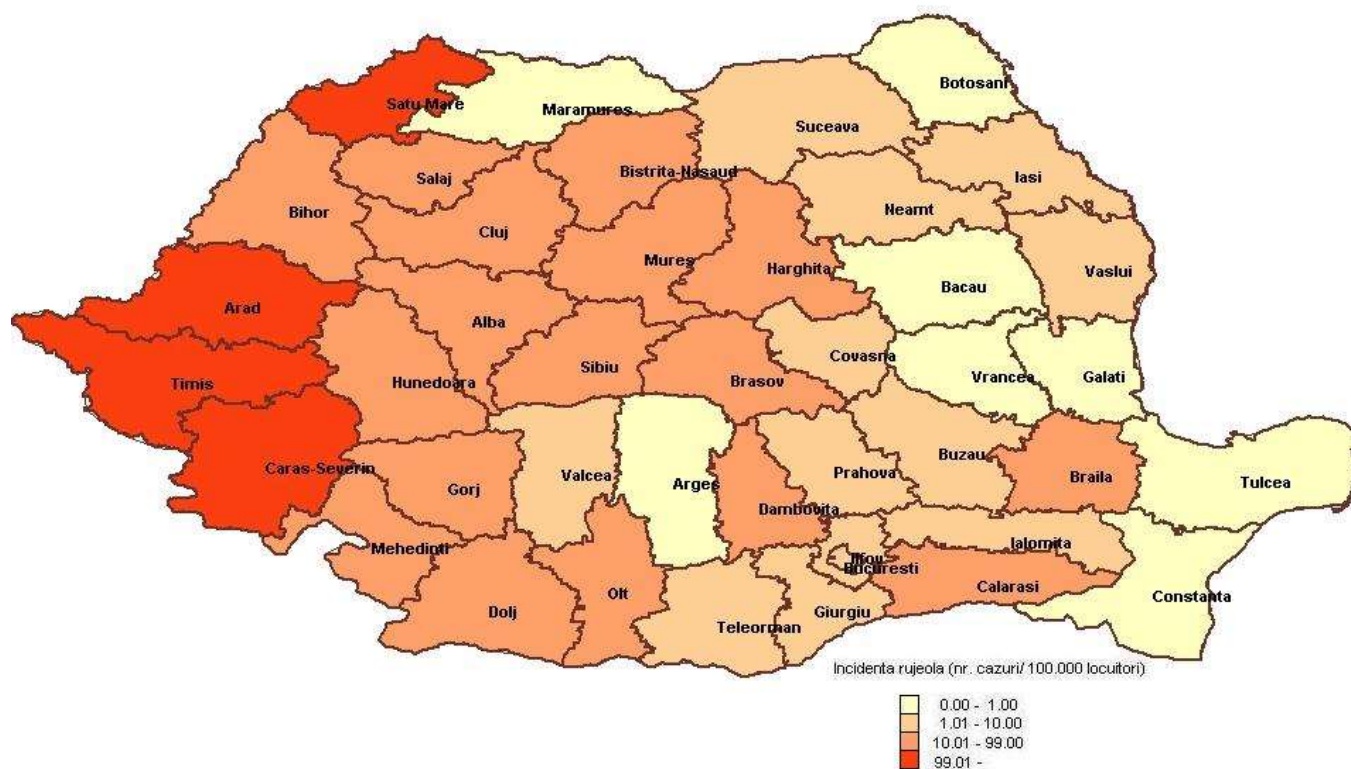 Botosani
Satu Mare
Maramures
Suceava
Iasi
Salaj
Bistrita-Nasaud
Bihor
Nearnt
Cluj
Mures
Harghita
Vaslui
Bacau
Arad
Alba
Covasna
Sibiu
Vrancea
Galati
Timis
Hunedoara
Brasov
Buzau
Caras-Severin
Valcea
Prahova
Braila
Tulcea
Gorj
Arges
Dambovita
Mehedinti
Ialomita
Ilfov
Bucuresti
Calarasi
Constanta
Olt
Dolj
Giurgiu
Teleorman
Incidenta rujeola (nr. cazuri/ 100.000 locuitori)
0.00 - 1.00
1.01 - 10.00
10.01 - 99.00
99.01 -